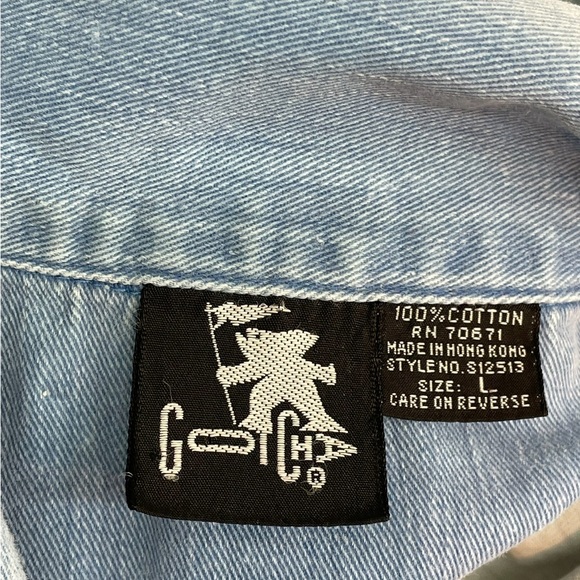 GOTCHA
®
100% COTTON
RN 70671
MADE IN HONG KONG
STYLE NO. S12513
SIZE: L
CARE ON REVERSE